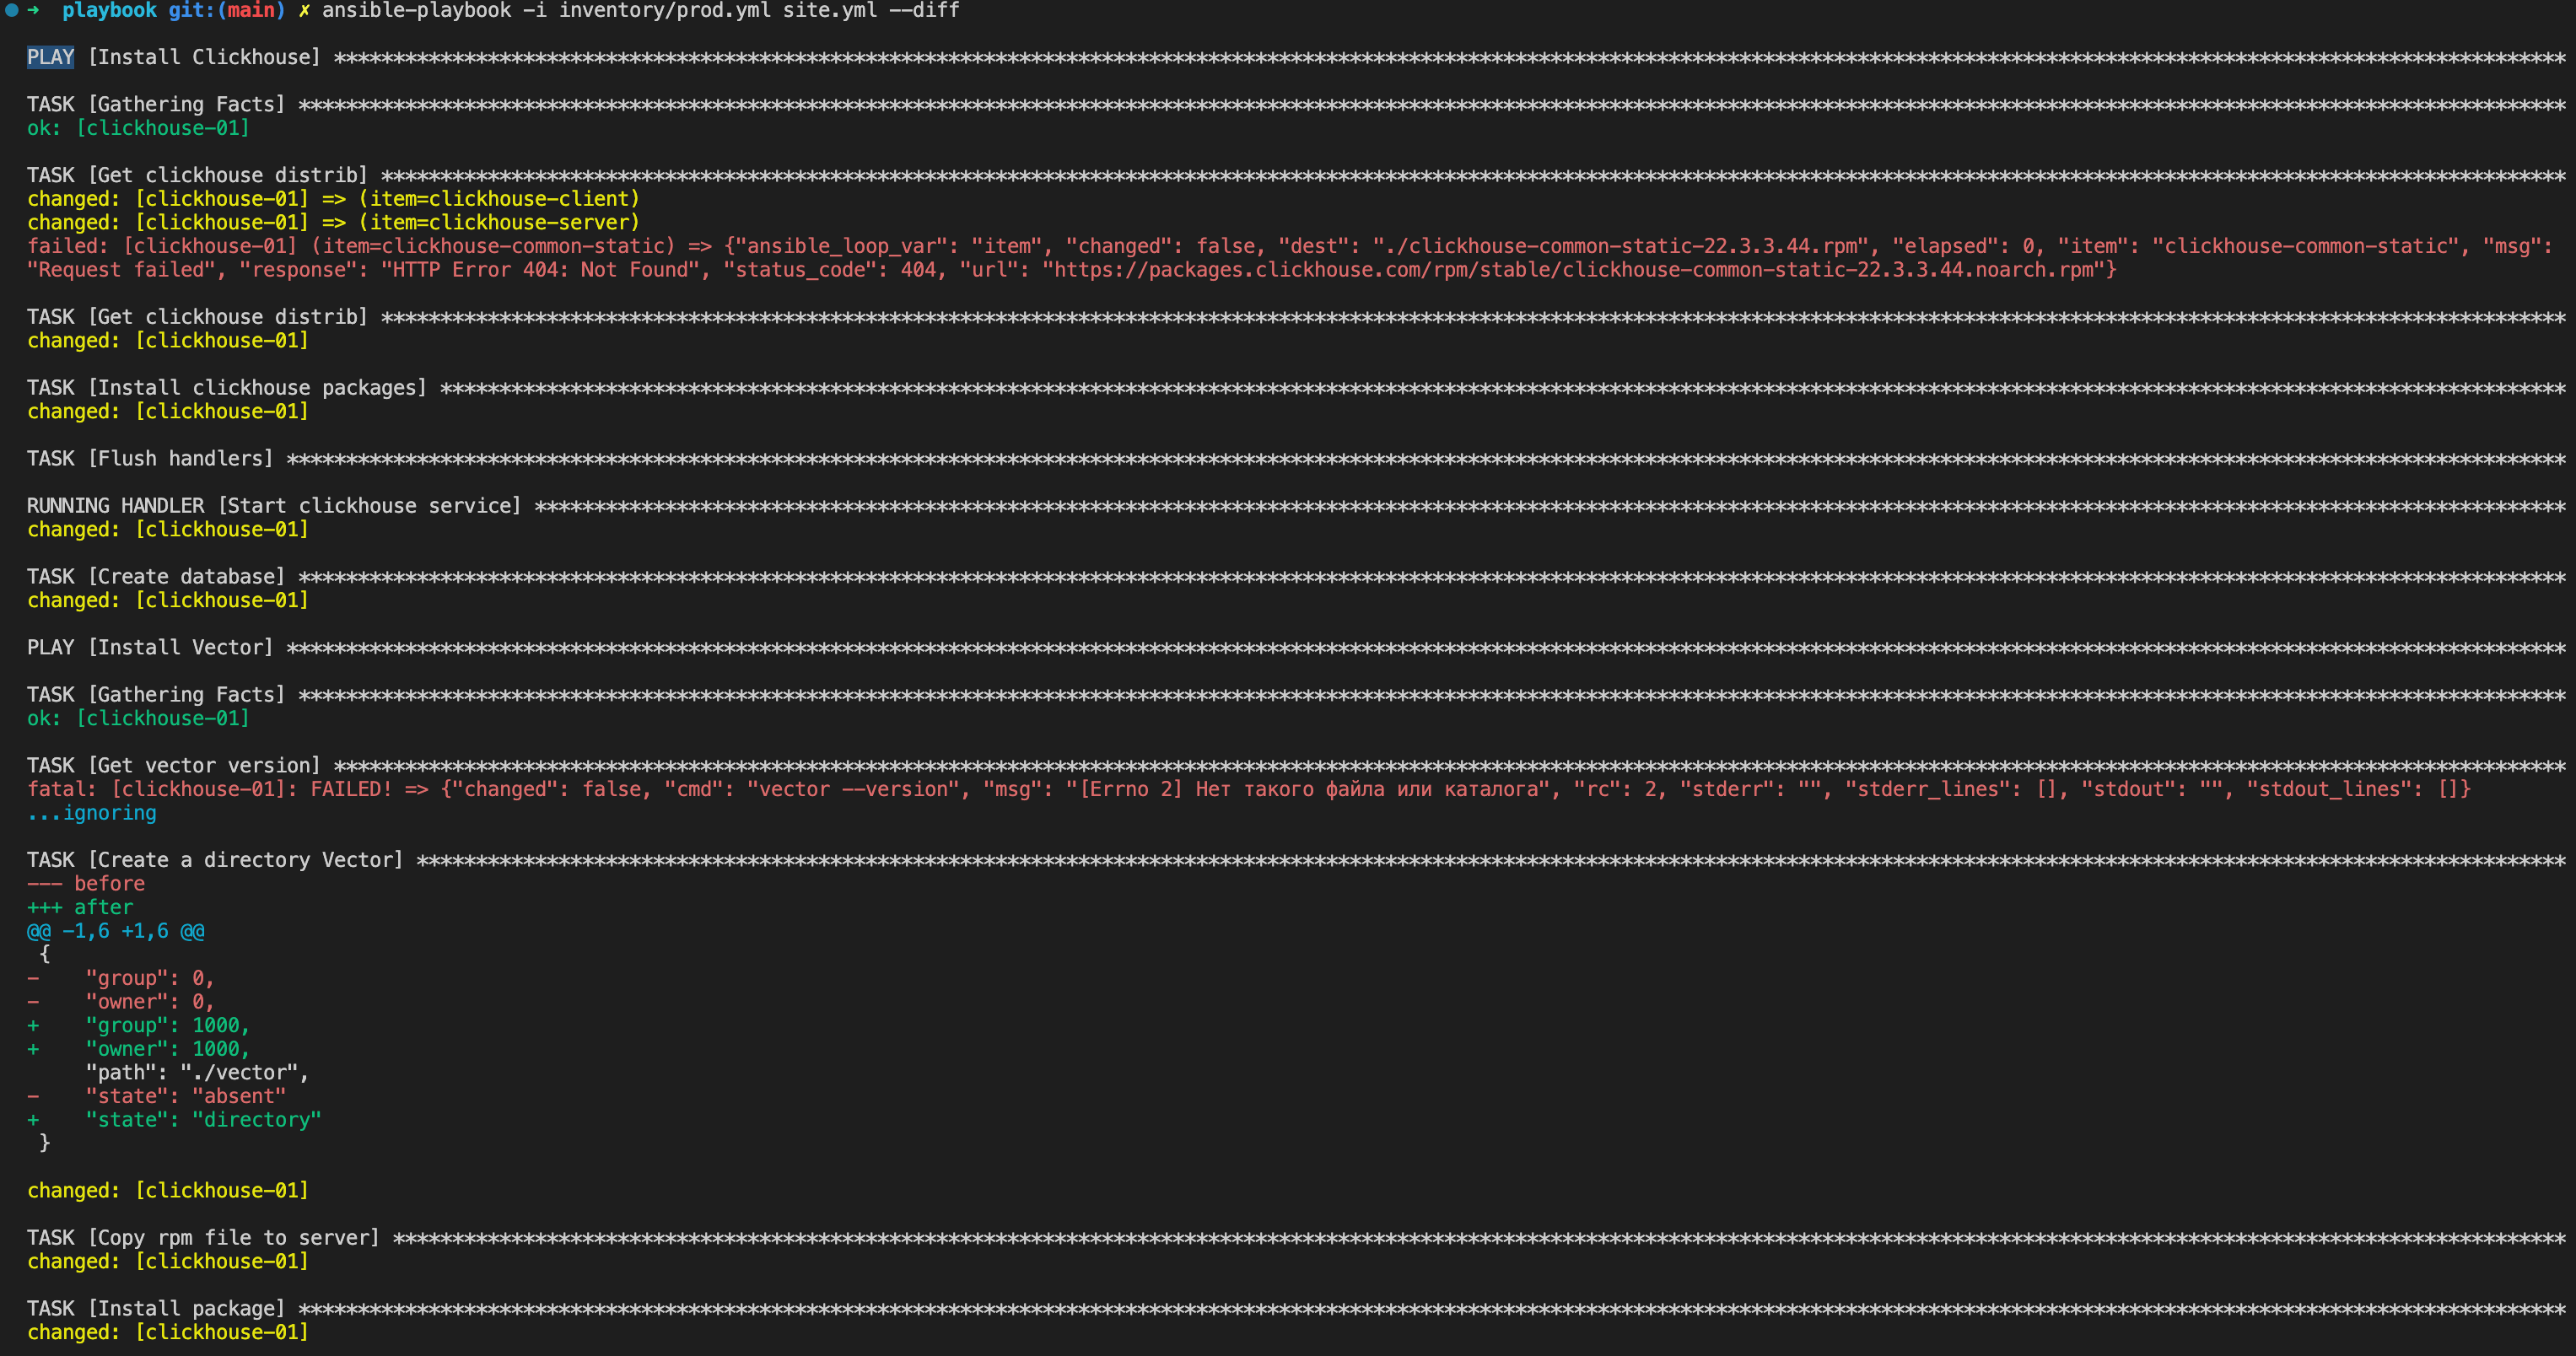 ➜ playbook git:(main) ✗ ansible-playbook -i inventory/prod.yml site.yml --diff
PLAY [Install Clickhouse] ****************************************************************************************************
TASK [Gathering Facts] ****************************************************************************************************
ok: [clickhouse-01]
TASK [Get clickhouse distrib] ****************************************************************************************************
changed: [clickhouse-01] => (item=clickhouse-client)
changed: [clickhouse-01] => (item=clickhouse-server)
failed: [clickhouse-01] (item=clickhouse-common-static) => {"ansible_loop_var": "item", "changed": false, "dest": "./clickhouse-common-static-22.3.3.44.rpm", "elapsed": 0, "item": "clickhouse-common-static", "msg":
"Request failed", "response": "HTTP Error 404: Not Found", "status_code": 404, "url": "https://packages.clickhouse.com/rpm/stable/clickhouse-common-static-22.3.3.44.noarch.rpm"}
TASK [Get clickhouse distrib] ****************************************************************************************************
changed: [clickhouse-01]
TASK [Install clickhouse packages] ****************************************************************************************************
changed: [clickhouse-01]
TASK [Flush handlers] ****************************************************************************************************
RUNNING HANDLER [Start clickhouse service] ****************************************************************************************************
changed: [clickhouse-01]
TASK [Create database] ****************************************************************************************************
changed: [clickhouse-01]
PLAY [Install Vector] ****************************************************************************************************
TASK [Gathering Facts] ****************************************************************************************************
ok: [clickhouse-01]
TASK [Get vector version] ****************************************************************************************************
fatal: [clickhouse-01]: FAILED! => {"changed": false, "cmd": "vector --version", "msg": "[Errno 2] Нет такого файла или каталога", "rc": 2, "stderr": "", "stderr_lines": [], "stdout": "", "stdout_lines": []}
...ignoring
TASK [Create a directory Vector] ****************************************************************************************************
--- before
+++ after
@@ -1,6 +1,6 @@
{
- "group": 0,
- "owner": 0,
+ "group": 1000,
+ "owner": 1000,
"path": "./vector",
- "state": "absent"
+ "state": "directory"
}
changed: [clickhouse-01]
TASK [Copy rpm file to server] ****************************************************************************************************
changed: [clickhouse-01]
TASK [Install package] ****************************************************************************************************
changed: [clickhouse-01]